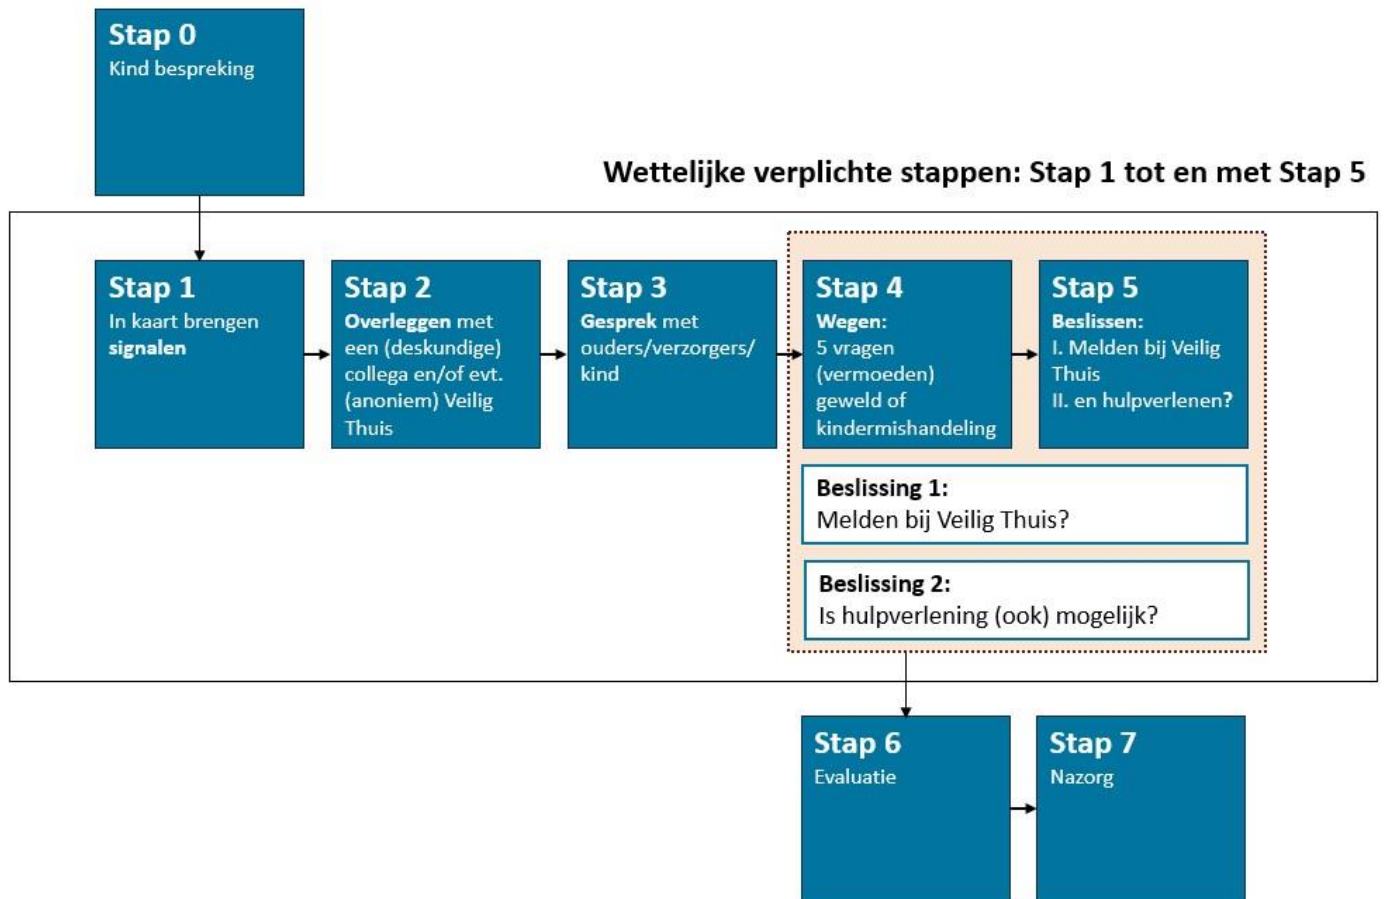 Stap 0
Kind bespreking
Wettelijke verplichte stappen: Stap 1 tot en met Stap 5
Stap 1
In kaart brengen
signalen
Stap 2
Overleggen met
een (deskundige)
collega en/of evt.
(anoniem) Veilig
Thuis
Stap 3
Gesprek met
ouders/verzorgers/
kind
Stap 4
Wegen:
5 vragen
(vermoeden)
geweld of
kindermishandeling
Stap 5
Beslissen:
I. Melden bij Veilig
Thuis
II. en hulpverlenen?
Beslissing 1:
Melden bij Veilig Thuis?
Beslissing 2:
Is hulpverlening (ook) mogelijk?
Stap 6
Evaluatie
Stap 7
Nazorg